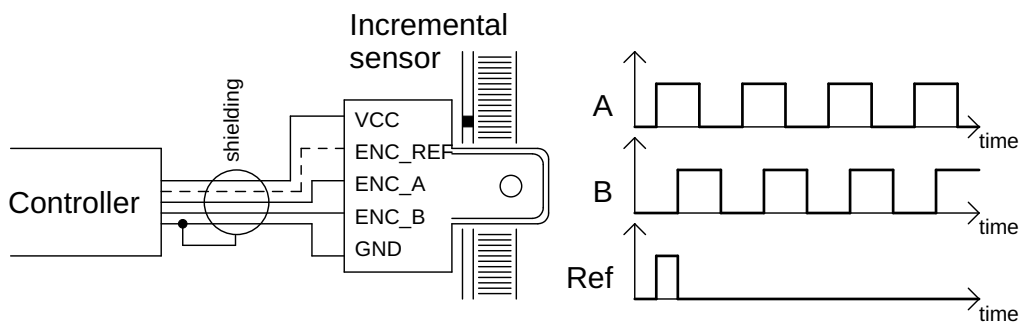 Incremental
sensor
shielding
VCC
ENC_REF
ENC_A
ENC_B
GND
Controller
A
time
B
time
Ref
time